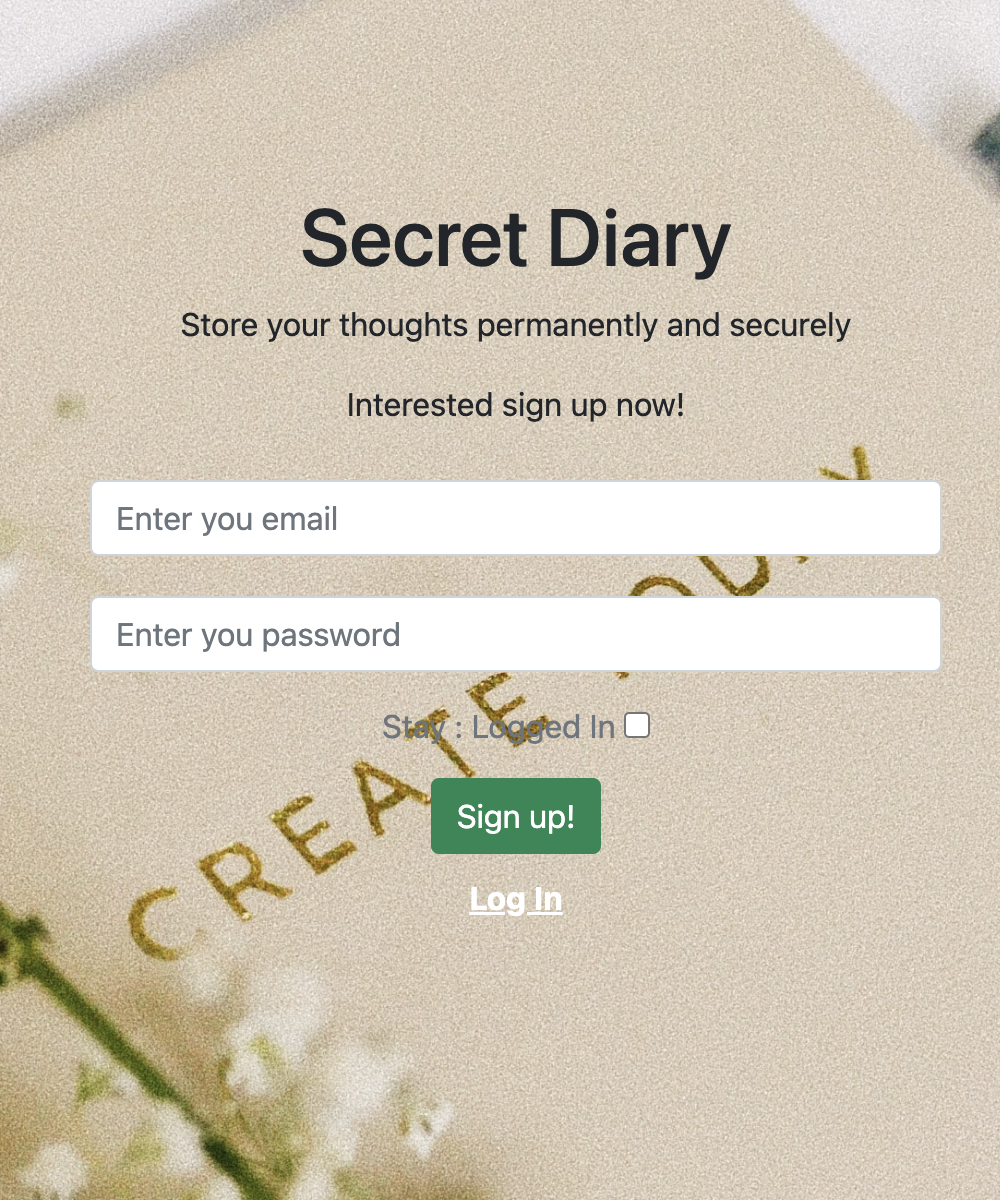 Secret Diary
Store your thoughts permanently and securely
Interested sign up now!
Enter you email
Enter you password
Stay : Logged In
Sign up!
Log In
CREATE